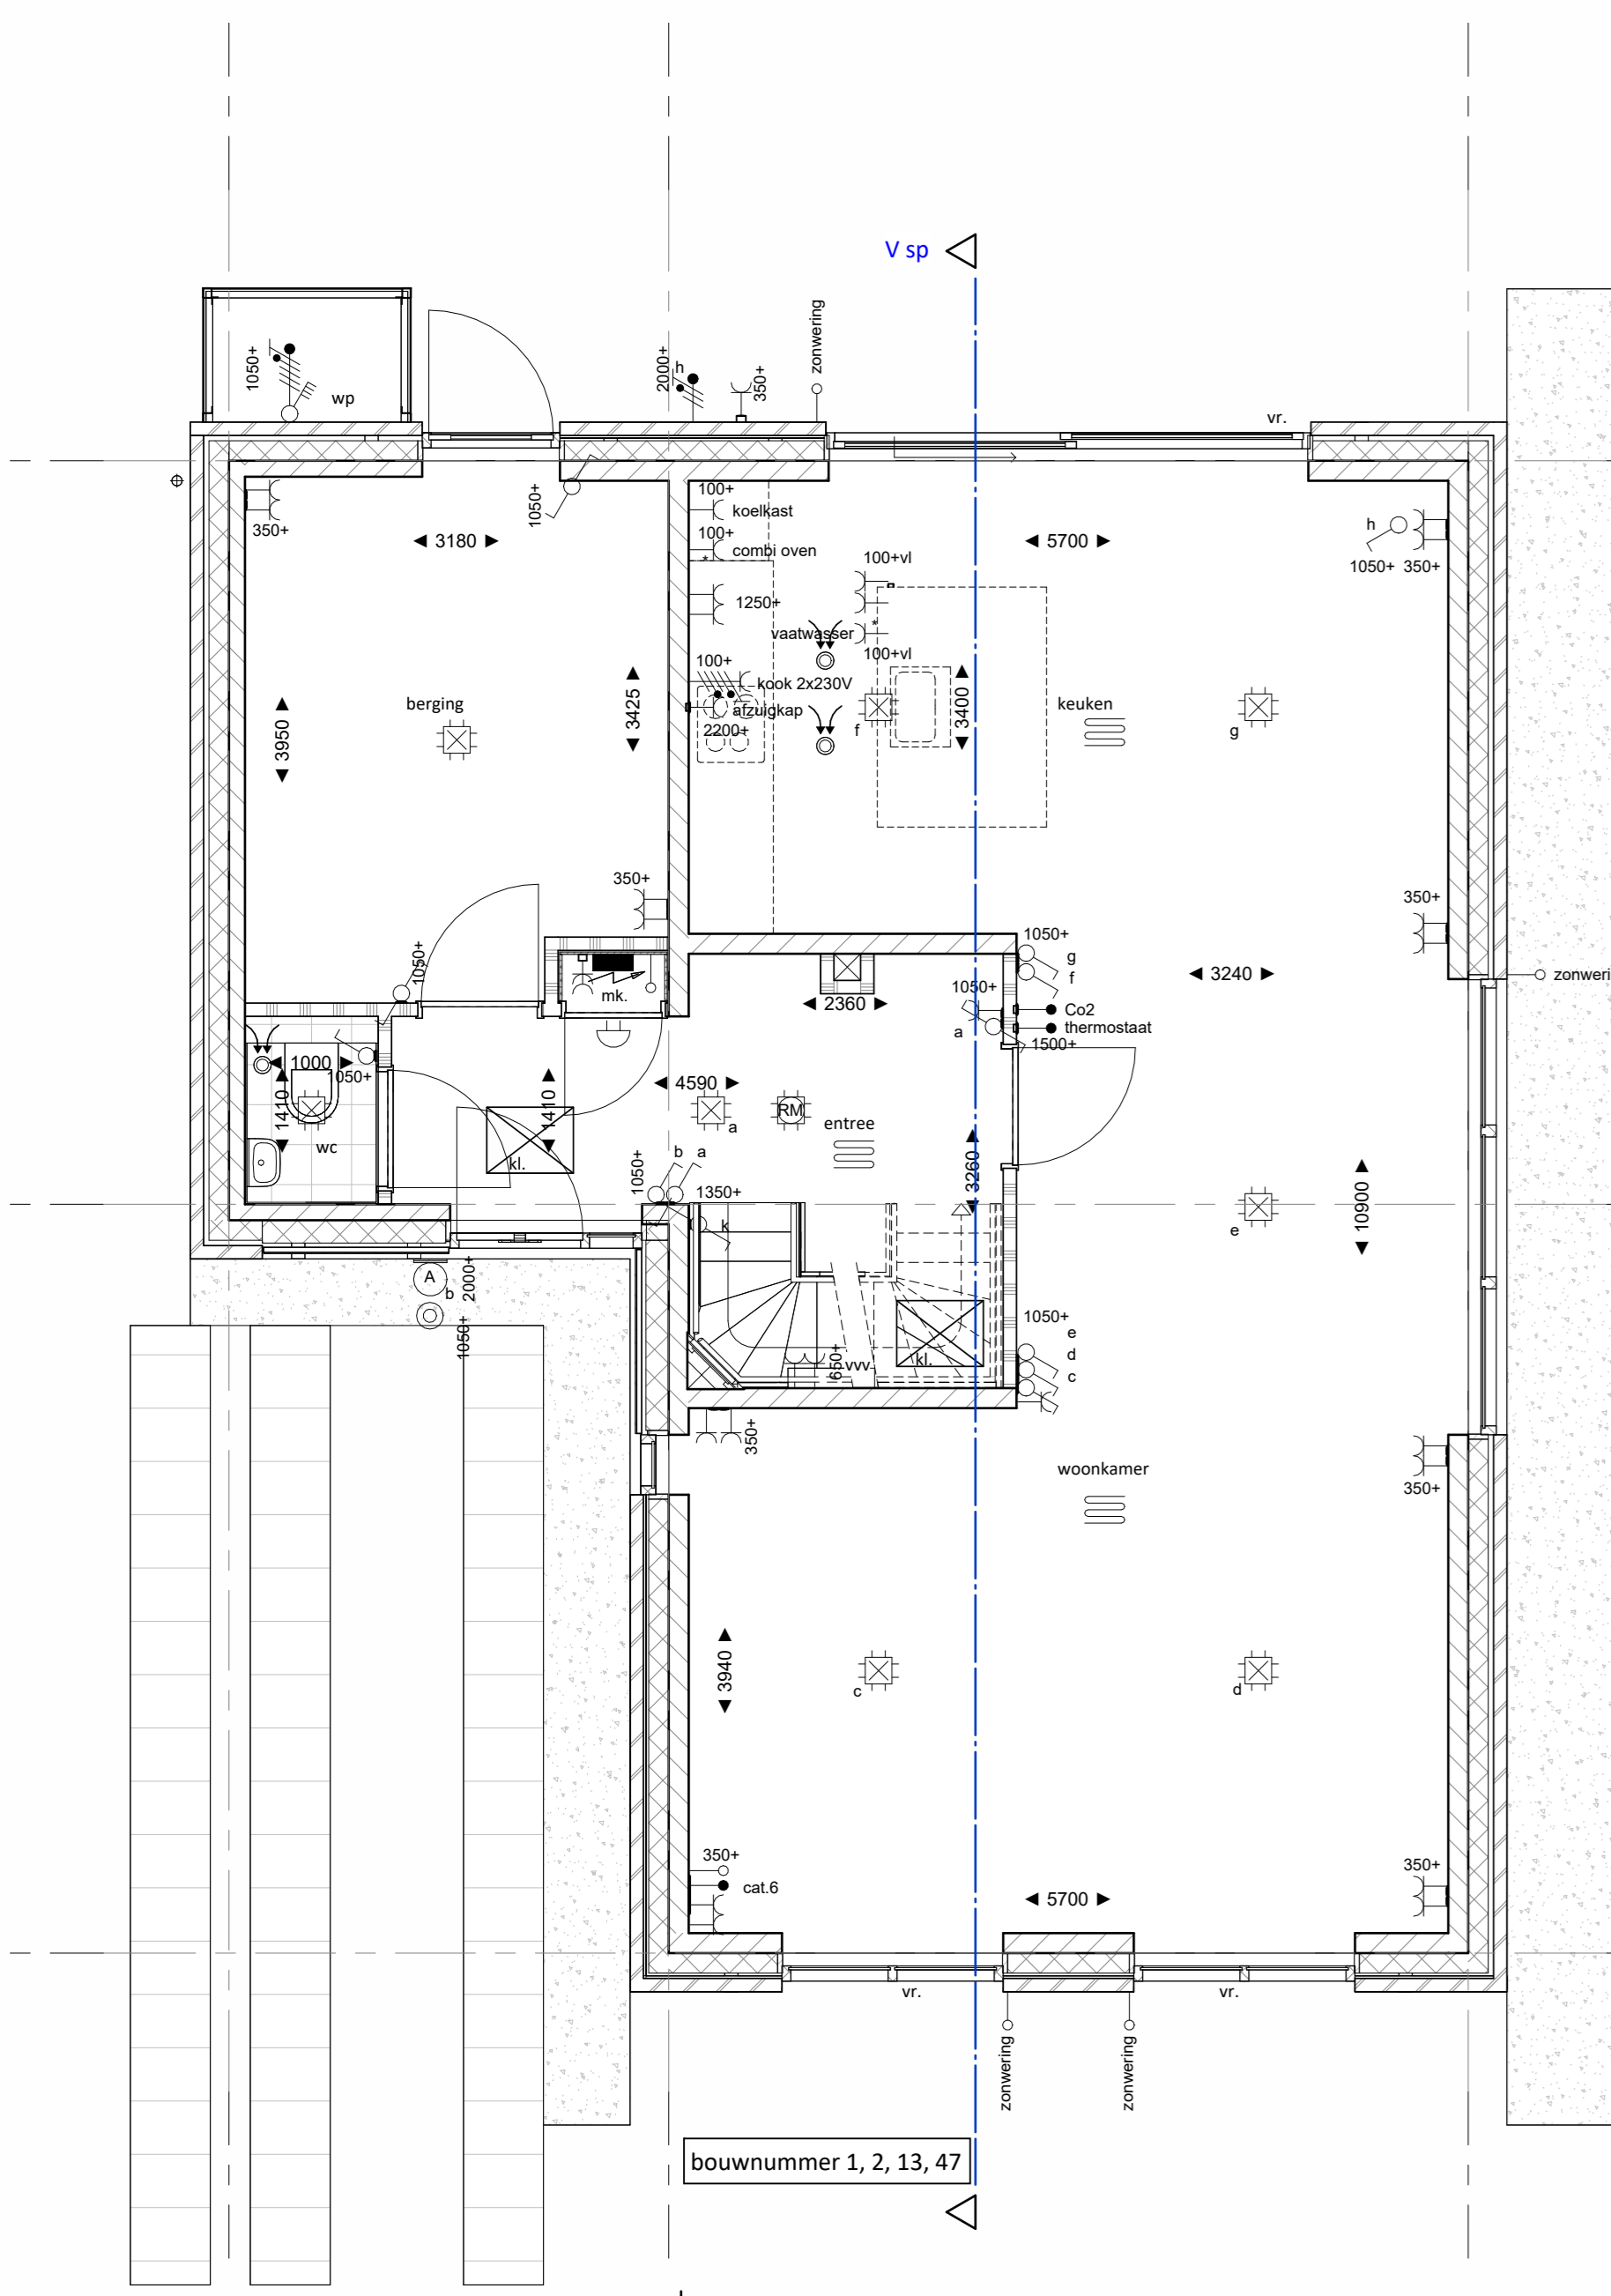 V sp
zonwering
1050+
wp
2000+
h
350+
vr.
1050+
350+
100+
koelkast
100+
combi oven
*
3180
5700
h
1050+ 350+
100+vl
1250+
vaatwasser
*
100+vl
100+
kook 2x230V
afzuigkap
2200+
f
berging
3950
3425
3400
keuken
g
350+
350+
1050+
g
f
1050+
mk.
2360
1050+
a
Co2
thermostaat
1500+
3240
zonweri
1000
1050+
1410
wc
1410
kl.
4590
a
RM
entree
3260
10900
e
b a
1050+
1350+
k
A
b
2000+
1050+
650+
vvv
kl.
1050+
e
d
c
350+
woonkamer
350+
3940
c
d
350+
cat.6
5700
350+
vr.
vr.
zonwering
zonwering
bouwnummer 1, 2, 13, 47